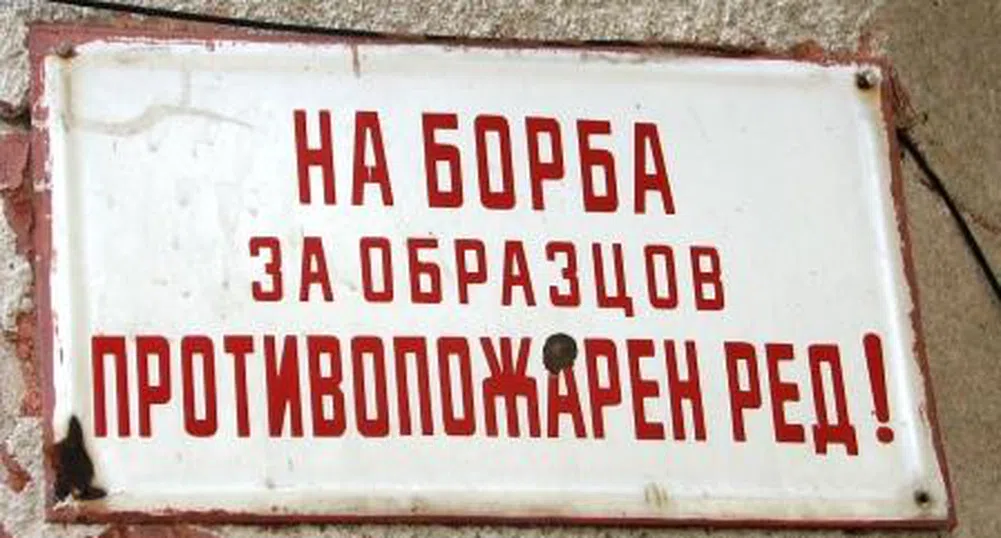 НА БОРБА
ЗА ОБРАЗЦОВ
ПРОТИВОПОЖАРЕН РЕД!